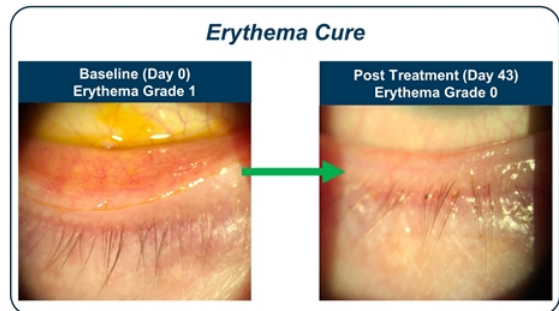 Erythema Cure
Baseline (Day 0)
Erythema Grade 1
Post Treatment (Day 43)
Erythema Grade 0